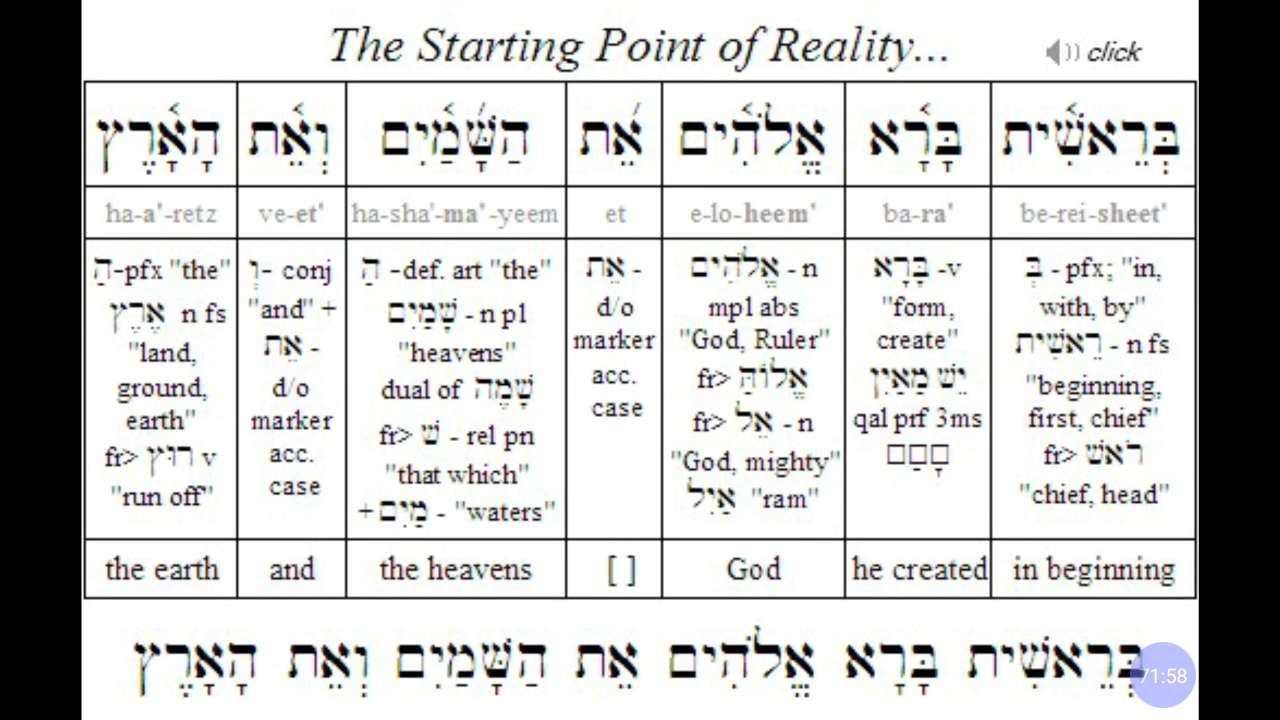 The Starting Point of Reality...
click
בְּרֵאשִׁ֖ית בָּרָ֣א אֱלֹהִ֑ים אֵ֥ת הַשָּׁמַ֖יִם וְאֵ֥ת הָאָֽרֶץ
ha-a'-retz ve-et' ha-sha'-ma'-yeem et e-lo-heem' ba-ra' be-rei-sheet'
הָ-pfx "the"
אֶרֶץ n fs
"land,
ground,
earth"
fr> רוּץ v
"run off"
וְ- conj
"and" +
אֵת -
d/o
marker
acc.
case
הַ -def. art "the"
שָׁמַיִם - n pl
"heavens"
dual of שָׁמֶה
fr> שׁ - rel pn
"that which"
+ מַיִם - "waters"
אֵת -
d/o
marker
acc.
case
אֱלֹהִים - n
mpl abs
"God, Ruler"
fr> אֱלוֹהַּ
fr> אֵל - n
"God, mighty"
אַיִל "ram"
בָּרָא -v
"form,
create"
יֵשׁ מֵאַיִן
qal prf 3ms
□ָ□ַ□
בְּ - pfx; "in,
with, by"
רֵאשִׁית - n fs
"beginning,
first, chief"
fr> רֹאשׁ
"chief, head"
the earth and the heavens [ ] God he created in beginning
בְּרֵאשִׁית בָּרָא אֱלֹהִים אֵת הַשָּׁמַיִם וְאֵת הָאָרֶץ
71:58